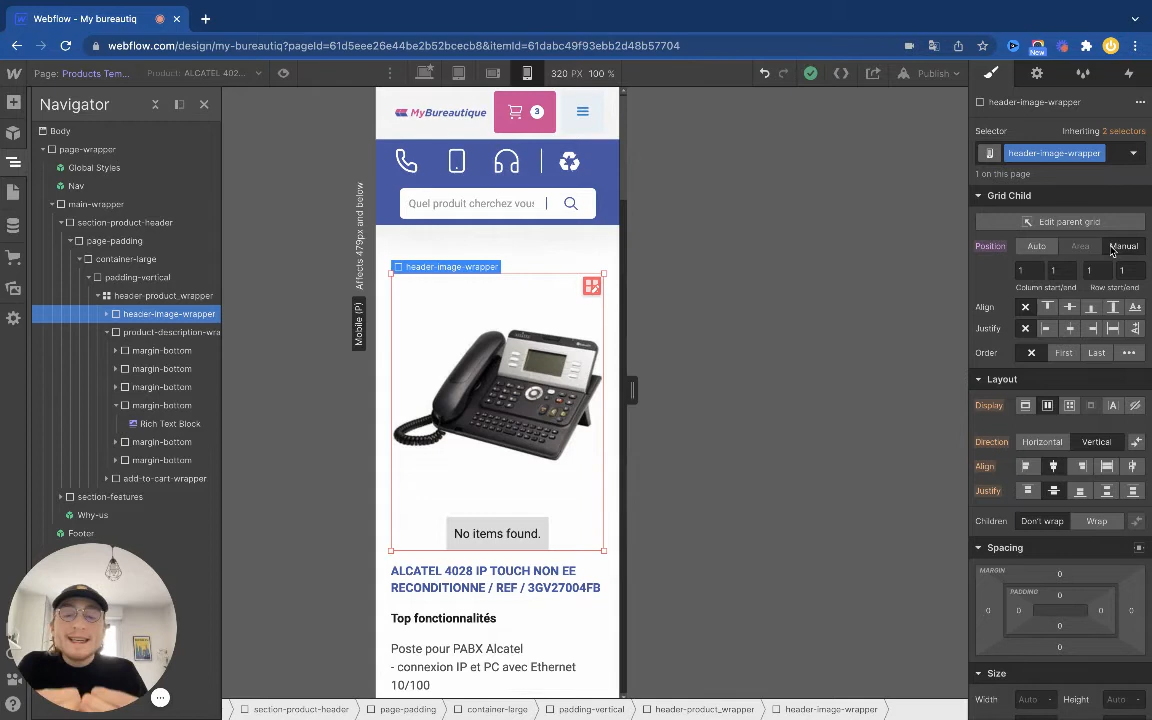 Webflow - My bureautiq
webflow.com/design/my-bureautiq?pageId=61d5eee26e44be2b52bcecb8&itemId=61dabc49f93ebb2d48b57704
New
Page: Products Tem...
Product: ALCATEL 402...
320 PX 100 %
Publish
Navigator
Body
page-wrapper
Global Styles
Nav
main-wrapper
section-product-header
page-padding
container-large
padding-vertical
header-product_wrapper
header-image-wrapper
product-description-wra
margin-bottom
margin-bottom
margin-bottom
margin-bottom
Rich Text Block
margin-bottom
margin-bottom
add-to-cart-wrapper
section-features
Why-us
Footer
Affects 479px and below
Mobile (P)
MyBureautique
3
Quel produit cherchez vous
header-image-wrapper
No items found.
ALCATEL 4028 IP TOUCH NON EE
RECONDITIONNE / REF / 3GV27004FB
Top fonctionnalités
Poste pour PABX Alcatel
- connexion IP et PC avec Ethernet
10/100
section-product-header
page-padding
container-large
padding-vertical
header-product_wrapper
header-image-wrapper
header-image-wrapper
Selector
Inheriting 2 selectors
header-image-wrapper
1 on this page
Grid Child
Edit parent grid
Position
Auto
Area
Manual
1 1 1 1
Column start/end
Row start/end
Align
Justify
Order
First
Last
Layout
Display
Direction
Horizontal
Vertical
Align
Justify
Children
Don't wrap
Wrap
Spacing
MARGIN
0
PADDING
0
0 0 0 0
0
0
Size
Width
Auto -
Height
Auto -